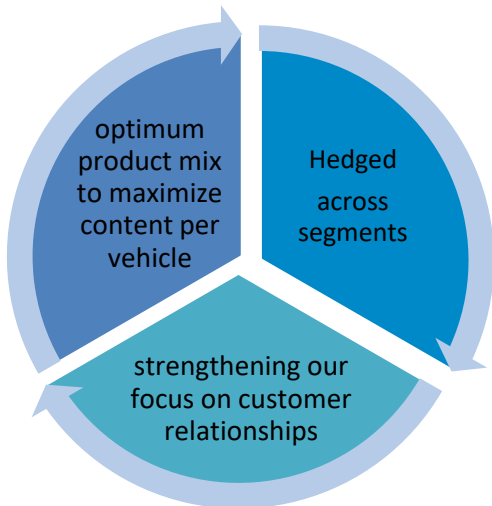 optimum
product mix
to maximize
content per
vehicle
Hedged
across
segments
strengthening our
focus on customer
relationships